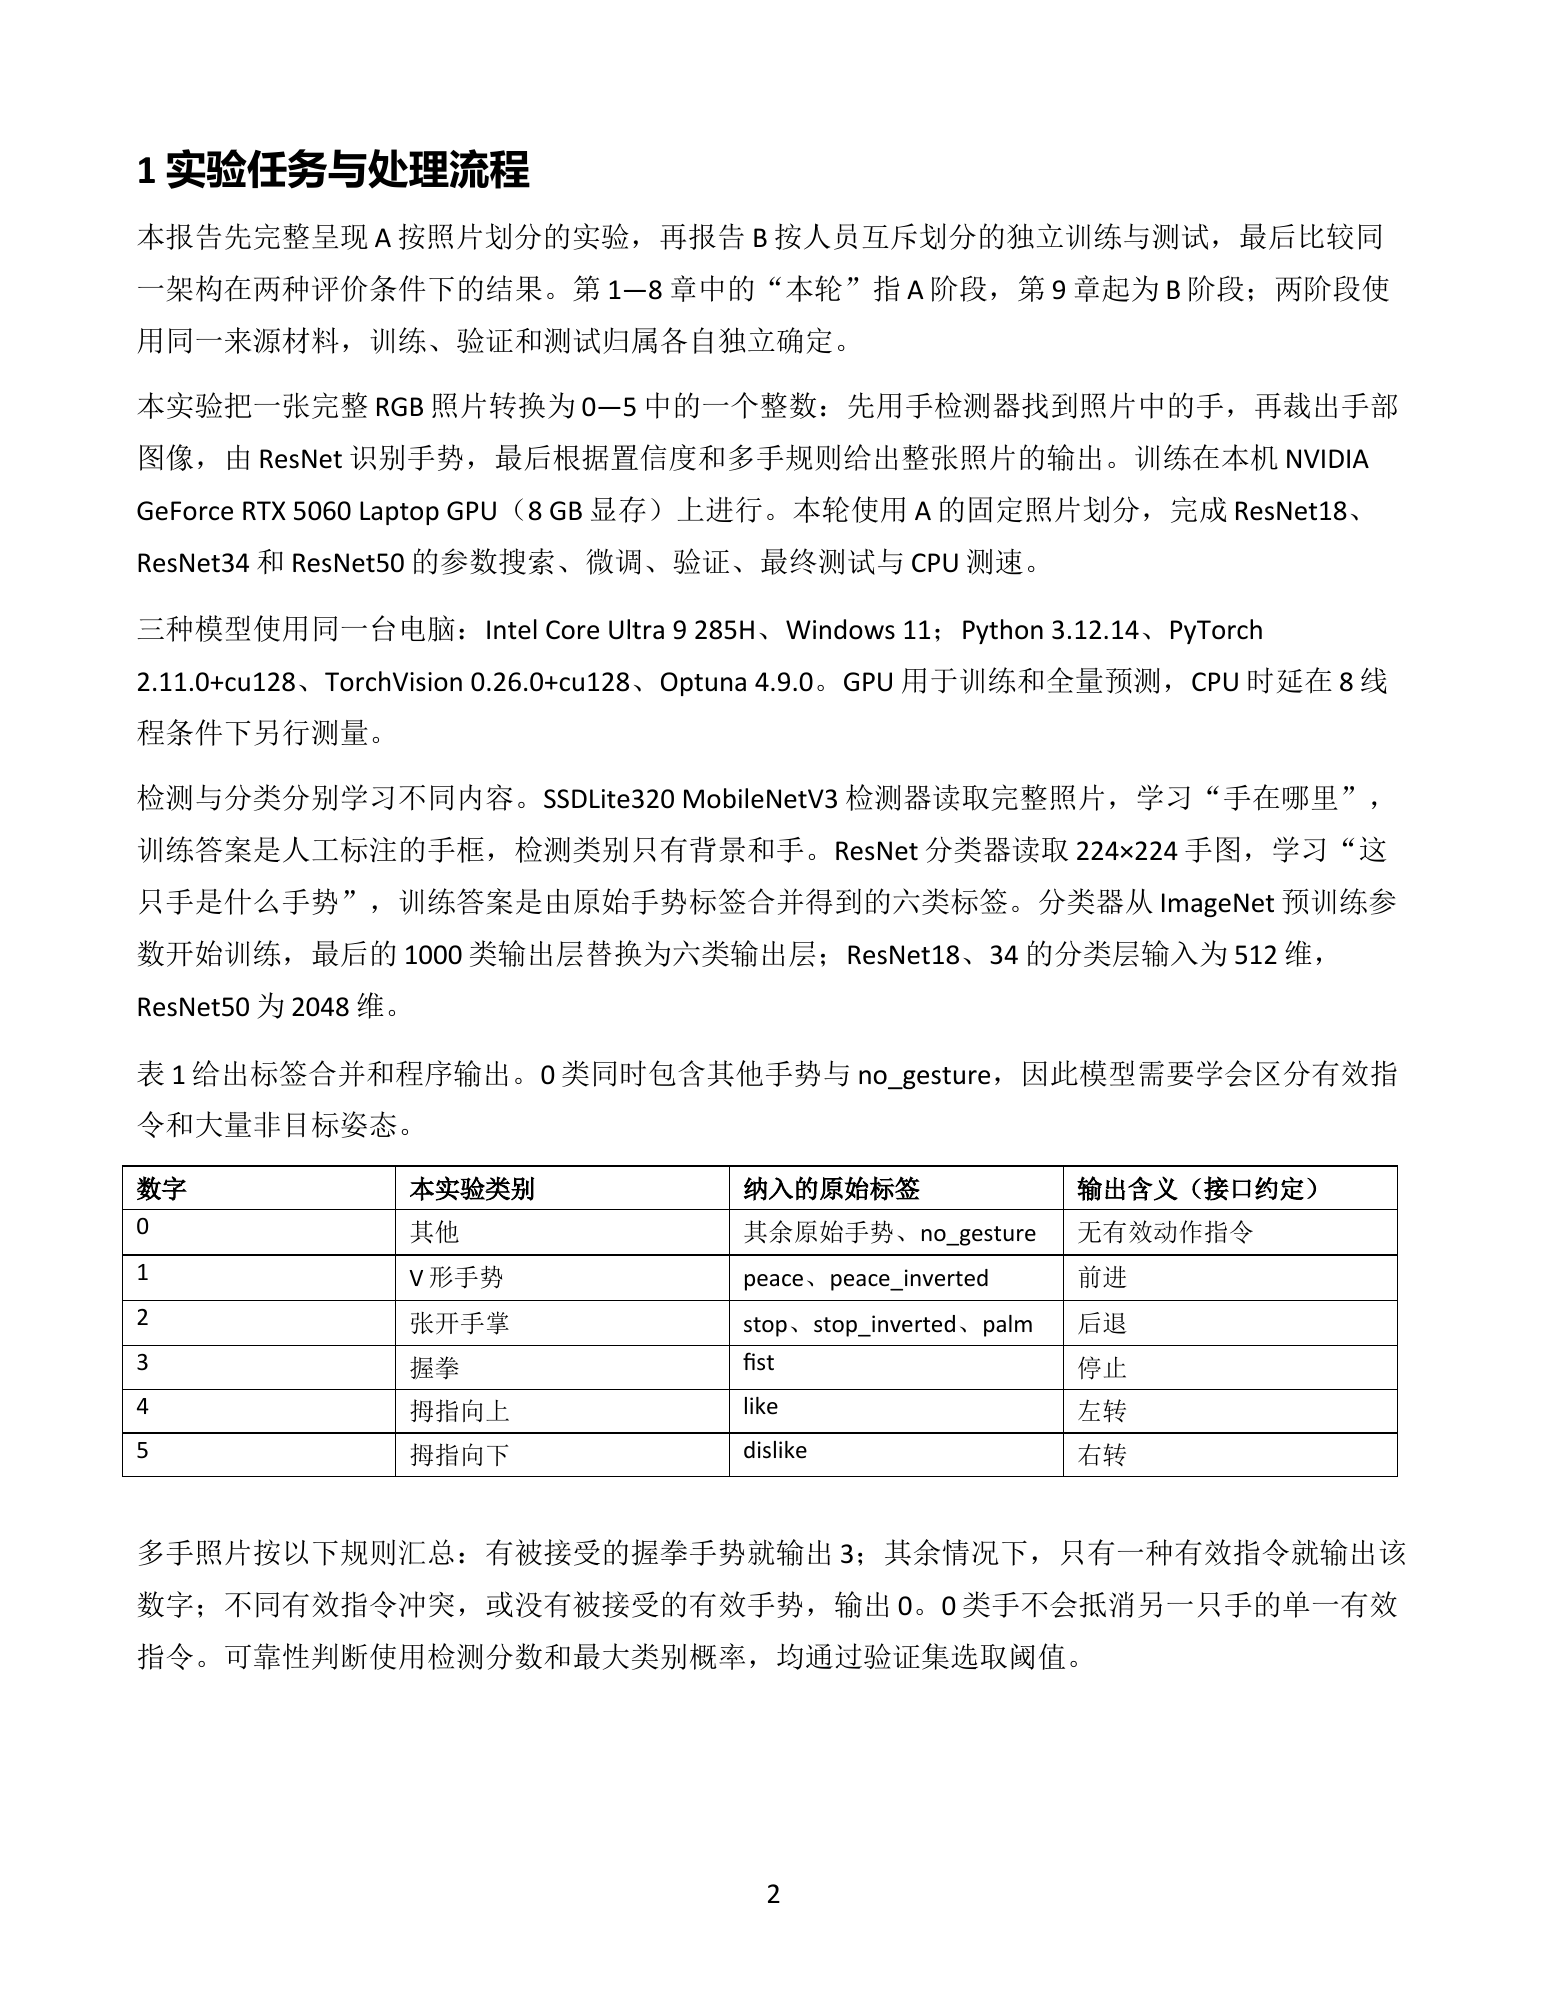 1 实验任务与处理流程
本报告先完整呈现 A 按照片划分的实验，再报告 B 按人员互斥划分的独立训练与测试，最后比较同
一架构在两种评价条件下的结果。第 1—8 章中的“本轮”指 A 阶段，第 9 章起为 B 阶段；两阶段使
用同一来源材料，训练、验证和测试归属各自独立确定。
本实验把一张完整 RGB 照片转换为 0—5 中的一个整数：先用手检测器找到照片中的手，再裁出手部
图像，由 ResNet 识别手势，最后根据置信度和多手规则给出整张照片的输出。训练在本机 NVIDIA
GeForce RTX 5060 Laptop GPU（8 GB 显存）上进行。本轮使用 A 的固定照片划分，完成 ResNet18、
ResNet34 和 ResNet50 的参数搜索、微调、验证、最终测试与 CPU 测速。
三种模型使用同一台电脑：Intel Core Ultra 9 285H、Windows 11；Python 3.12.14、PyTorch
2.11.0+cu128、TorchVision 0.26.0+cu128、Optuna 4.9.0。GPU 用于训练和全量预测，CPU 时延在 8 线
程条件下另行测量。
检测与分类分别学习不同内容。SSDLite320 MobileNetV3 检测器读取完整照片，学习“手在哪里”，
训练答案是人工标注的手框，检测类别只有背景和手。ResNet 分类器读取 224×224 手图，学习“这
只手是什么手势”，训练答案是由原始手势标签合并得到的六类标签。分类器从 ImageNet 预训练参
数开始训练，最后的 1000 类输出层替换为六类输出层；ResNet18、34 的分类层输入为 512 维，
ResNet50 为 2048 维。
表 1 给出标签合并和程序输出。0 类同时包含其他手势与 no_gesture，因此模型需要学会区分有效指
令和大量非目标姿态。
数字 本实验类别 纳入的原始标签 输出含义（接口约定）
0 其他 其余原始手势、no_gesture 无有效动作指令
1 V 形手势 peace、peace_inverted 前进
2 张开手掌 stop、stop_inverted、palm 后退
3 握拳 fist 停止
4 拇指向上 like 左转
5 拇指向下 dislike 右转
多手照片按以下规则汇总：有被接受的握拳手势就输出 3；其余情况下，只有一种有效指令就输出该
数字；不同有效指令冲突，或没有被接受的有效手势，输出 0。0 类手不会抵消另一只手的单一有效
指令。可靠性判断使用检测分数和最大类别概率，均通过验证集选取阈值。
2